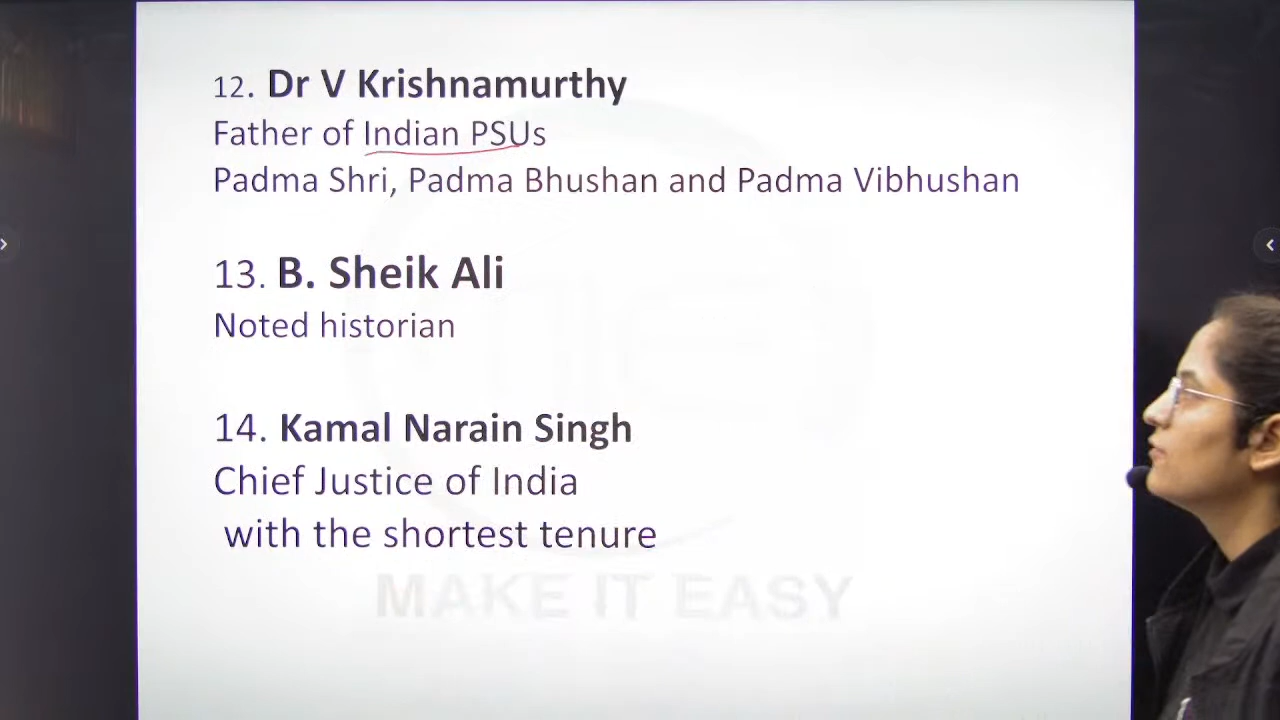 12. Dr V Krishnamurthy
Father of Indian PSUs
Padma Shri, Padma Bhushan and Padma Vibhushan
13. B. Sheik Ali
Noted historian
14. Kamal Narain Singh
Chief Justice of India
with the shortest tenure
MAKE IT EASY